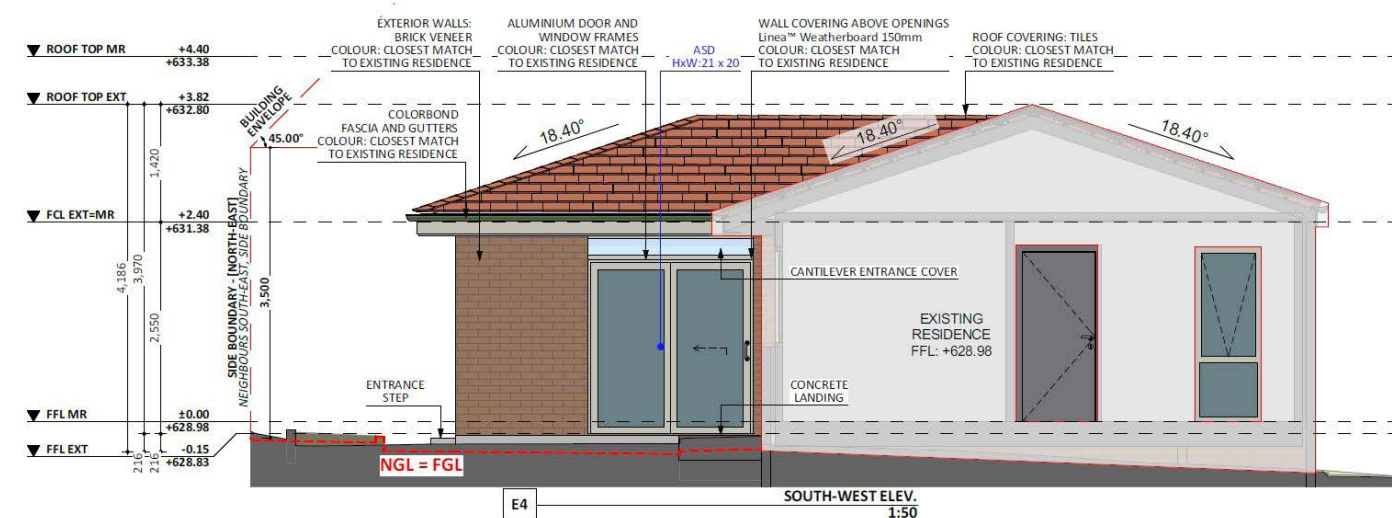 EXTERIOR WALLS:
BRICK VENEER
COLOUR: CLOSEST MATCH
TO EXISTING RESIDENCE
ALUMINIUM DOOR AND
WINDOW FRAMES
COLOUR: CLOSEST MATCH
TO EXISTING RESIDENCE
ASD
HxW:21 x 20
WALL COVERING ABOVE OPENINGS
Linea™ Weatherboard 150mm
COLOUR: CLOSEST MATCH
TO EXISTING RESIDENCE
ROOF COVERING: TILES
COLOUR: CLOSEST MATCH
TO EXISTING RESIDENCE
ROOF TOP MR +4.40
+633.38
ROOF TOP EXT +3.82
+632.80
BUILDING
ENVELOPE
45.00°
COLORBOND
FASCIA AND GUTTERS
COLOUR: CLOSEST MATCH
TO EXISTING RESIDENCE
18.40°
18.40°
18.40°
1,420
FCL EXT=MR +2.40
+631.38
4,186
3,970
2,550
SIDE BOUNDARY - [NORTH-EAST]
NEIGHBOURS SOUTH-EAST, SIDE BOUNDARY
3,500
CANTILEVER ENTRANCE COVER
EXISTING
RESIDENCE
FFL: +628.98
ENTRANCE
STEP
CONCRETE
LANDING
FFL MR ±0.00
+628.98
FFL EXT -0.15
+628.83
216
216
NGL = FGL
E4
SOUTH-WEST ELEV.
1:50